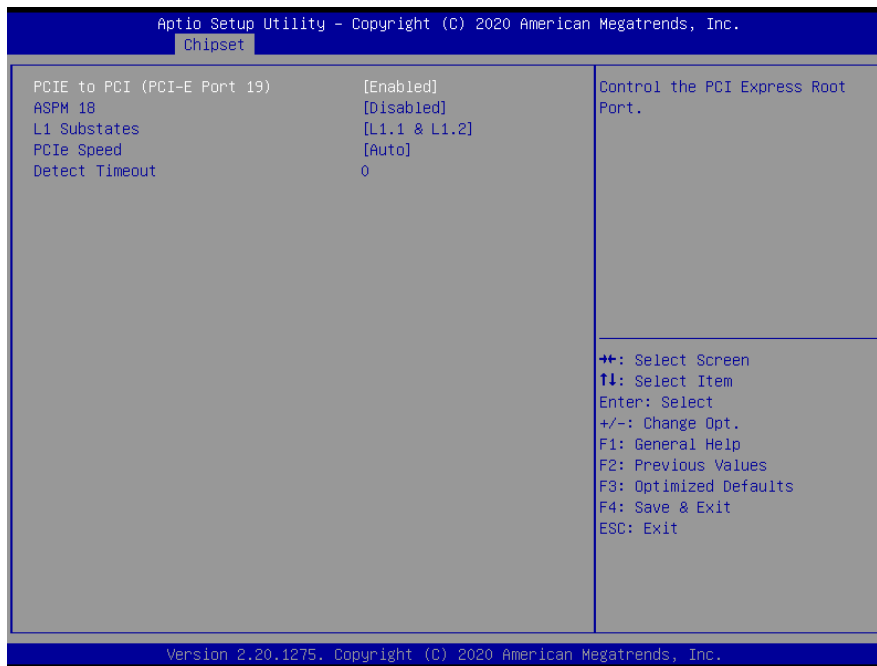 Aptio Setup Utility – Copyright (C) 2020 American Megatrends, Inc.
Chipset
PCIE to PCI (PCI-E Port 19) [Enabled]
ASPM 18 [Disabled]
L1 Substates [L1.1 & L1.2]
PCIe Speed [Auto]
Detect Timeout 0
Control the PCI Express Root
Port.
→←: Select Screen
↑↓: Select Item
Enter: Select
+/-: Change Opt.
F1: General Help
F2: Previous Values
F3: Optimized Defaults
F4: Save & Exit
ESC: Exit
Version 2.20.1275. Copyright (C) 2020 American Megatrends, Inc.